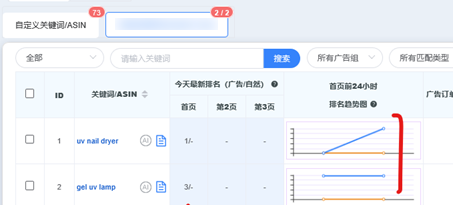 73
2 / 2
自定义关键词/ASIN
全部
请输入关键词
搜索
所有广告组
所有匹配类型
ID
关键词/ASIN
今天最新排名（广告/自然）
首页
第2页
第3页
首页前24小时
排名趋势图
广告订单
1
uv nail dryer
AI
1/-
-
-
2
gel uv lamp
AI
3/-
-
-